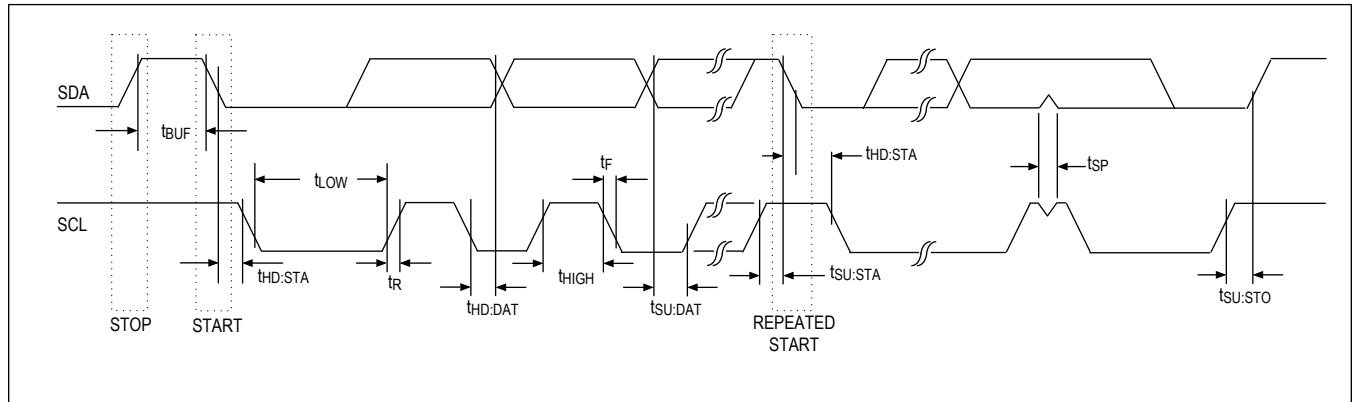 SDA
tBUF
tLOW
tF
tHD:STA
tSP
SCL
tHD:STA
tR
tHD:DAT
tHIGH
tSU:DAT
tSU:STA
tSU:STO
STOP
START
REPEATED
START